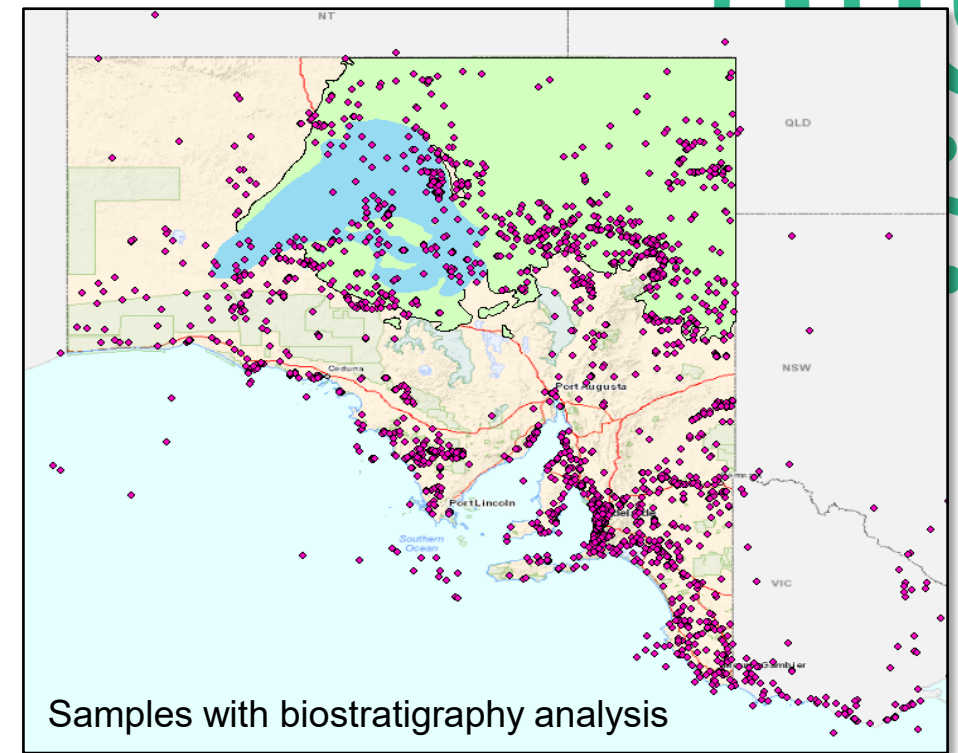 NT
QLD
NSW
Ceduna
Port Augusta
Port Lincoln
Southern
Ocean
VIC
Samples with biostratigraphy analysis